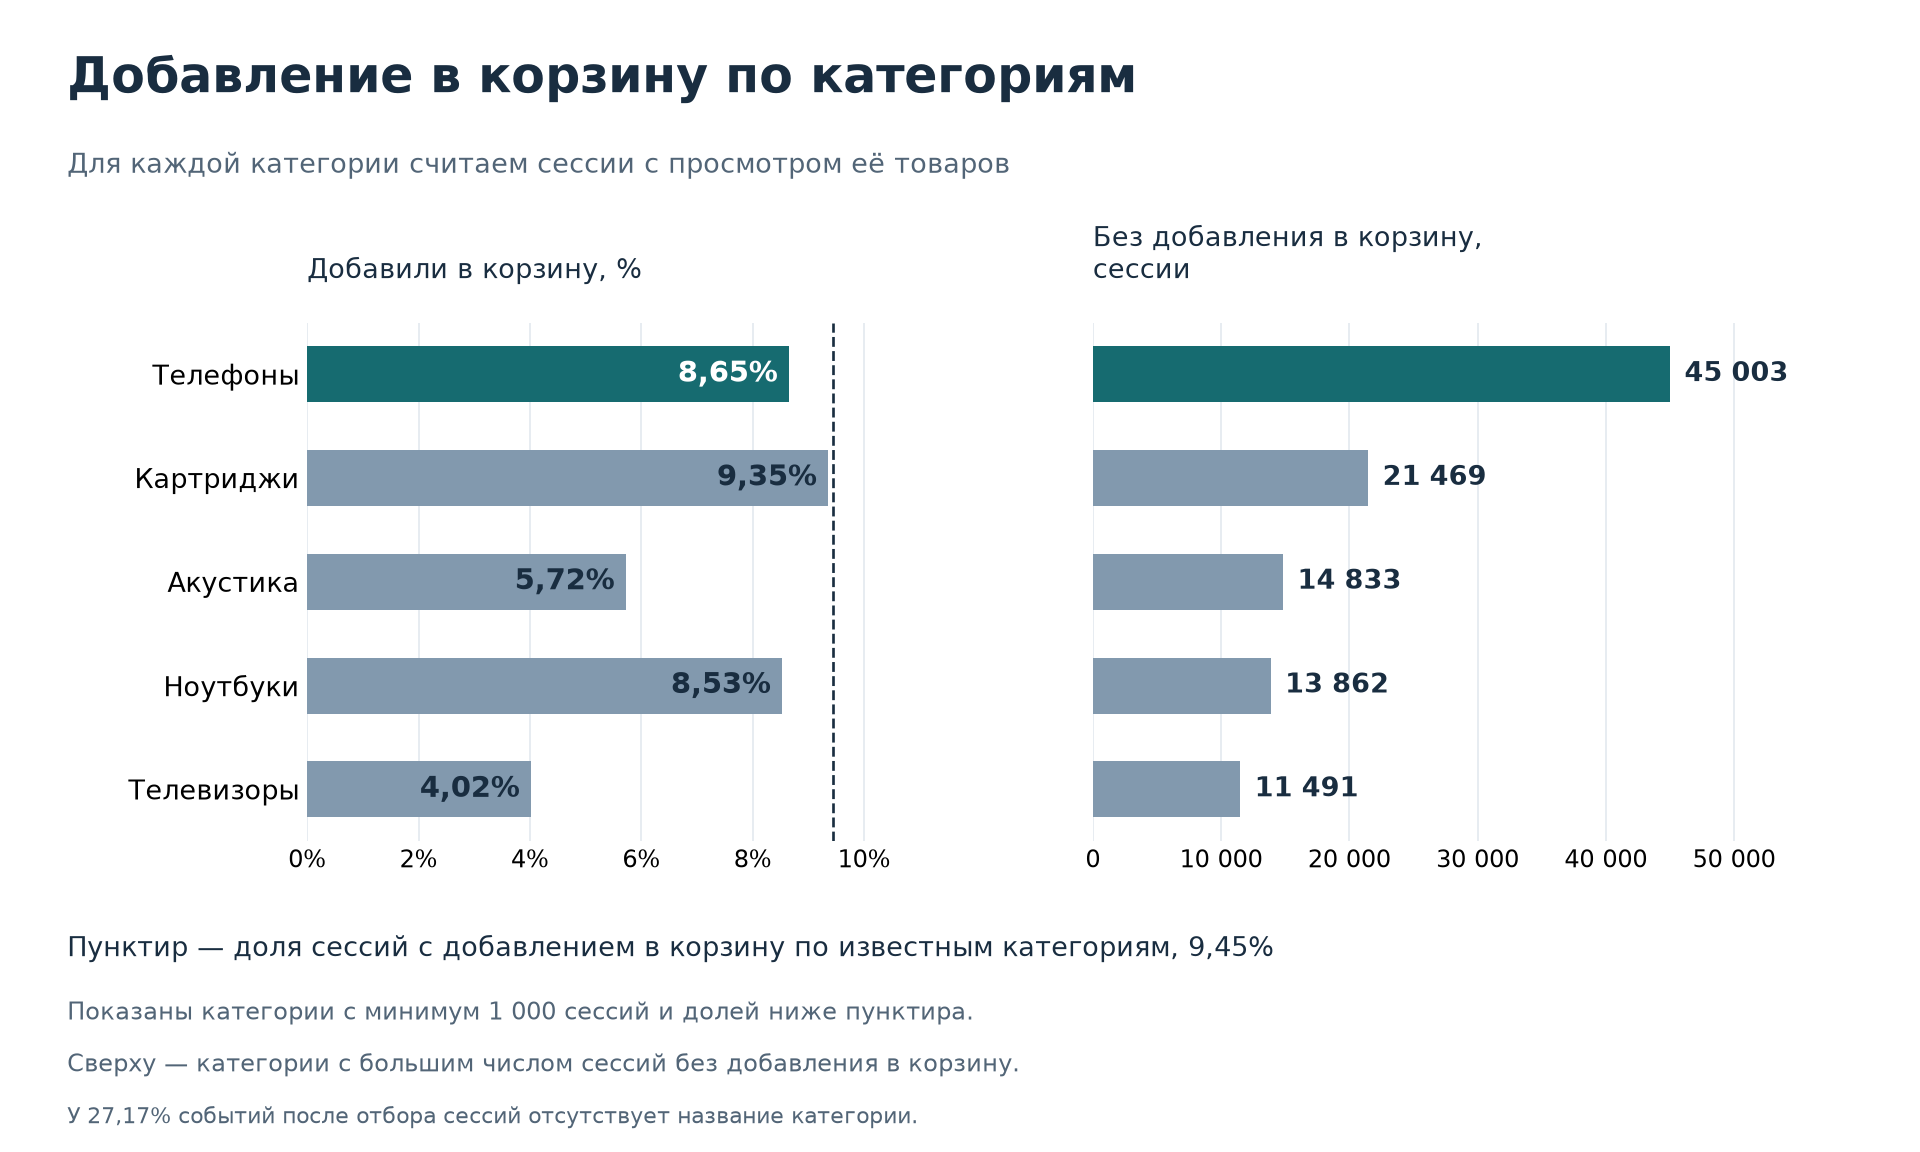 Добавление в корзину по категориям
Для каждой категории считаем сессии с просмотром её товаров
Добавили в корзину, %
Телефоны 8,65%
Картриджи 9,35%
Акустика 5,72%
Ноутбуки 8,53%
Телевизоры 4,02%
0% 2% 4% 6% 8% 10%
Без добавления в корзину,
сессии
45 003
21 469
14 833
13 862
11 491
0 10 000 20 000 30 000 40 000 50 000
Пунктир — доля сессий с добавлением в корзину по известным категориям, 9,45%
Показаны категории с минимум 1 000 сессий и долей ниже пунктира.
Сверху — категории с большим числом сессий без добавления в корзину.
У 27,17% событий после отбора сессий отсутствует название категории.